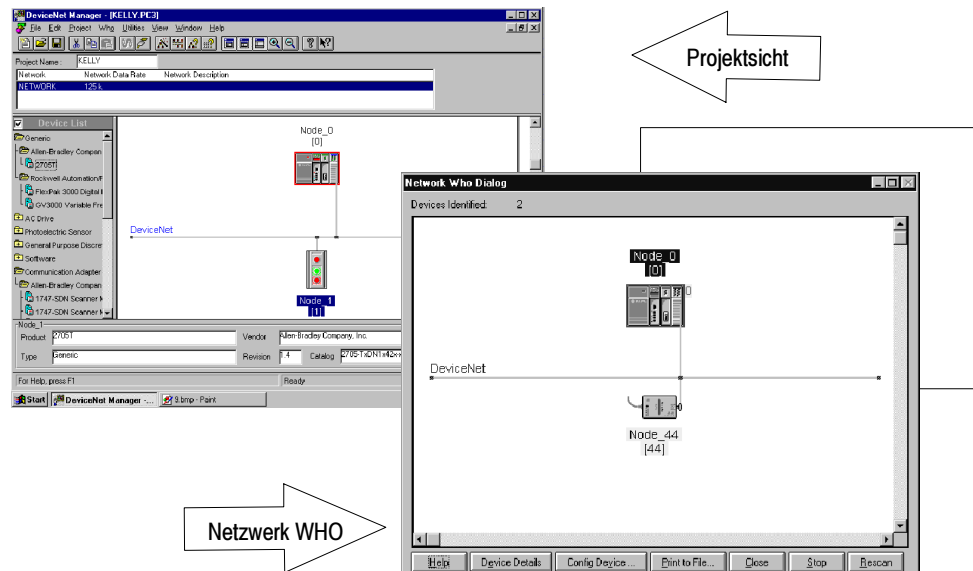 DeviceNet Manager - [KELLY.PC3]
File Edit Project Who Utilities View Window Help
Project Name: KELLY
Network Network Data Rate Network Description
NETWORK 125 k
Device List
Generic
Allen-Bradley Compan
2705T
Rockwell Automation/F
FlexPak 3000 Digital
GV3000 Variable Fre
AC Drive
Photoelectric Sensor
General Purpose Discre
Software
Communication Adapter
Allen-Bradley Compan
1747-SDN Scanner M
1747-SDN Scanner
Node_0
[0]
DeviceNet
Node_1
[1]
Node_1
Product 2705T Vendor Allen-Bradley Company, Inc.
Type Generic Revision 1.4 Catalog 2705-TxDN1x42xx
For Help, press F1 Ready
Start DeviceNet Manager -... 9.bmp - Paint
Projektsicht
Network Who Dialog
Devices Identified: 2
Node_0
[0]
0
DeviceNet
Node_44
[44]
Help Device Details Config Device ... Print to File... Close Stop Rescan
Netzwerk WHO